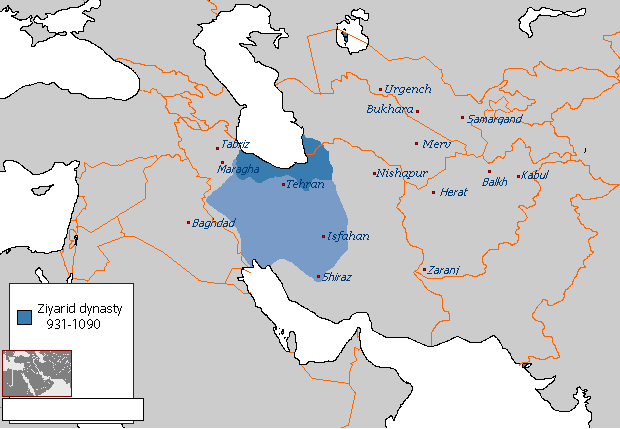 Urgench
Bukhara
Samarqand
Tabriz
Merv
Maragha
Nishapur
Balkh
Kabul
Tehran
Herat
Baghdad
Isfahan
Zaranj
Shiraz
Ziyarid dynasty
931-1090